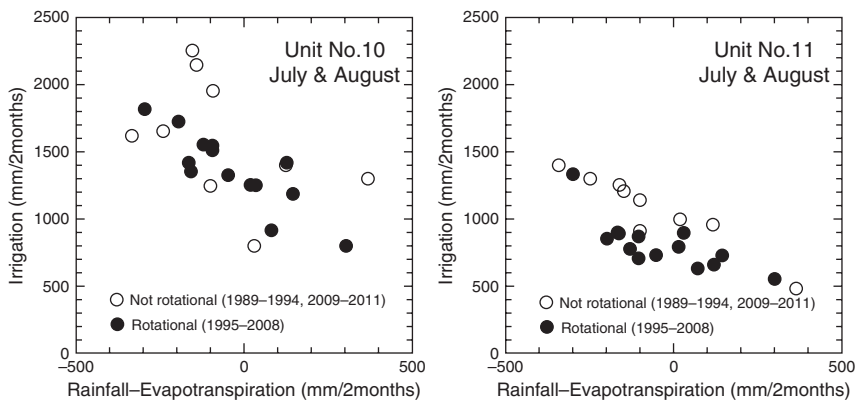 2500
2000
1500
1000
500
0
−500
0
500
Irrigation (mm/2months)
Rainfall–Evapotranspiration (mm/2months)
Unit No.10
July & August
Not rotational (1989–1994, 2009–2011)
Rotational (1995–2008)
2500
2000
1500
1000
500
0
−500
0
500
Irrigation (mm/2months)
Rainfall–Evapotranspiration (mm/2months)
Unit No.11
July & August
Not rotational (1989–1994, 2009–2011)
Rotational (1995–2008)